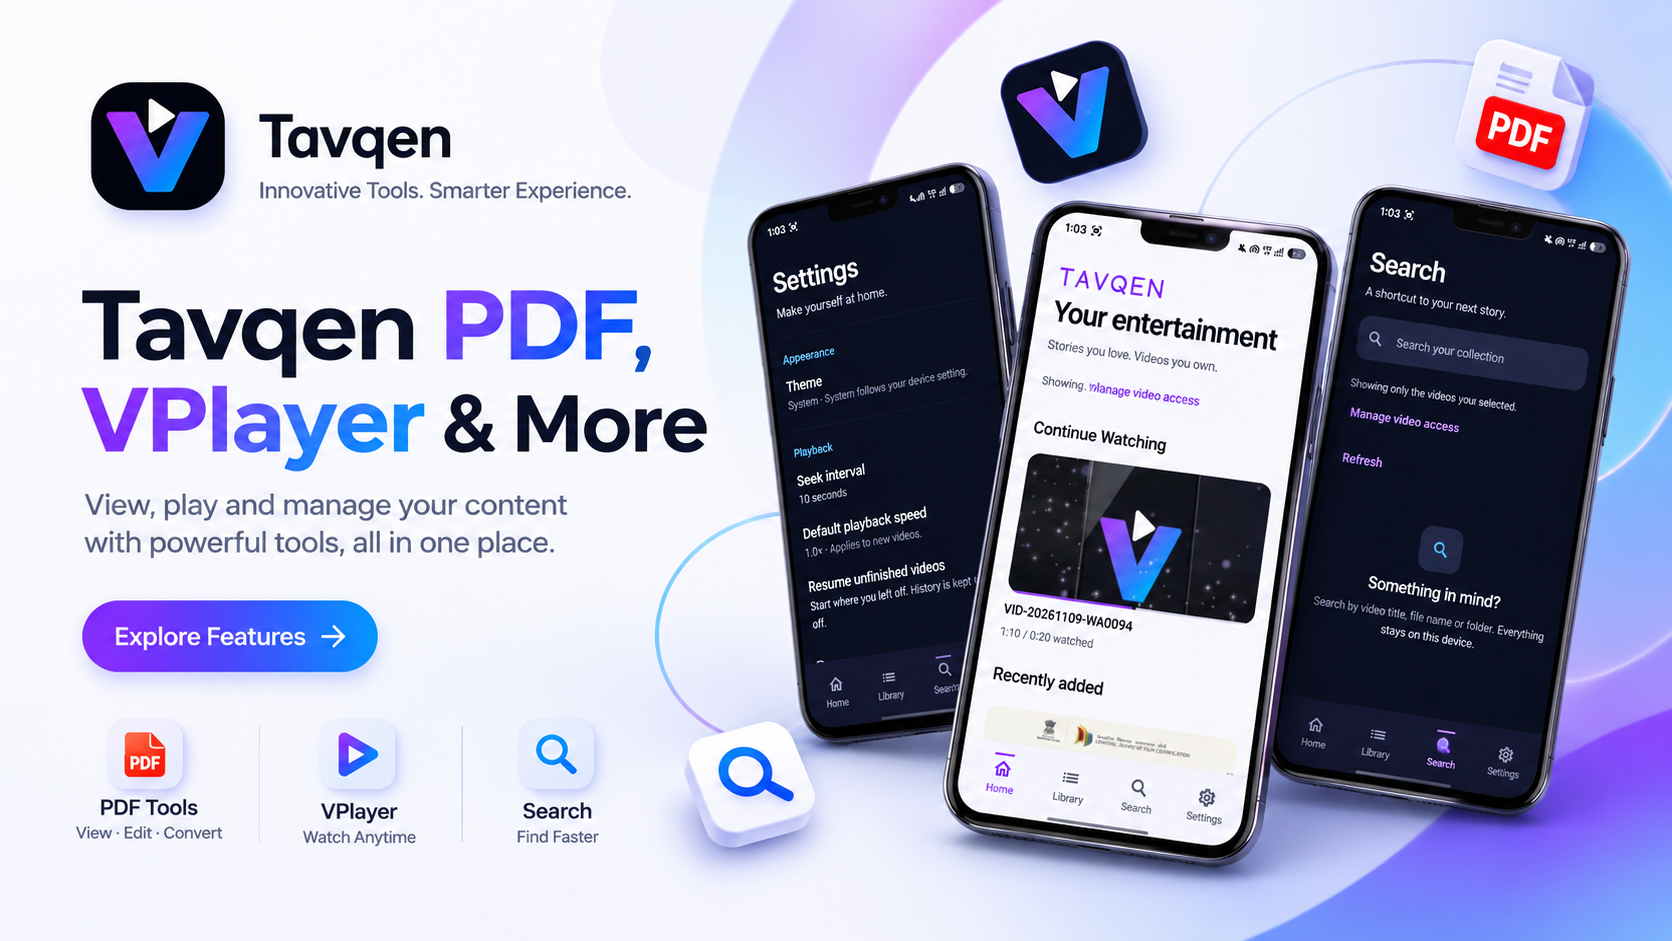 Tavqen
Innovative Tools. Smarter Experience.
Tavqen PDF,
VPlayer & More
View, play and manage your content
with powerful tools, all in one place.
Explore Features →
PDF
PDF Tools
View · Edit · Convert
VPlayer
Watch Anytime
Search
Find Faster
1:03
Settings
Make yourself at home.
Appearance
Theme
System · System follows your device setting.
Playback
Seek interval
10 seconds
Default playback speed
1.0x · Applies to new videos.
Resume unfinished videos
Start where you left off. History is kept
off.
Home
Library
Search
1:03
TAVQEN
Your entertainment
Stories you love. Videos you own.
Showing. Manage video access
Continue Watching
VID-20261109-WA0094
1:10 / 0:20 watched
Recently added
Home
Library
Search
Settings
PDF
1:03
Search
A shortcut to your next story.
Search your collection
Showing only the videos your selected.
Manage video access
Refresh
Something in mind?
Search by video title, file name or folder. Everything
stays on this device.
Home
Library
Search
Settings